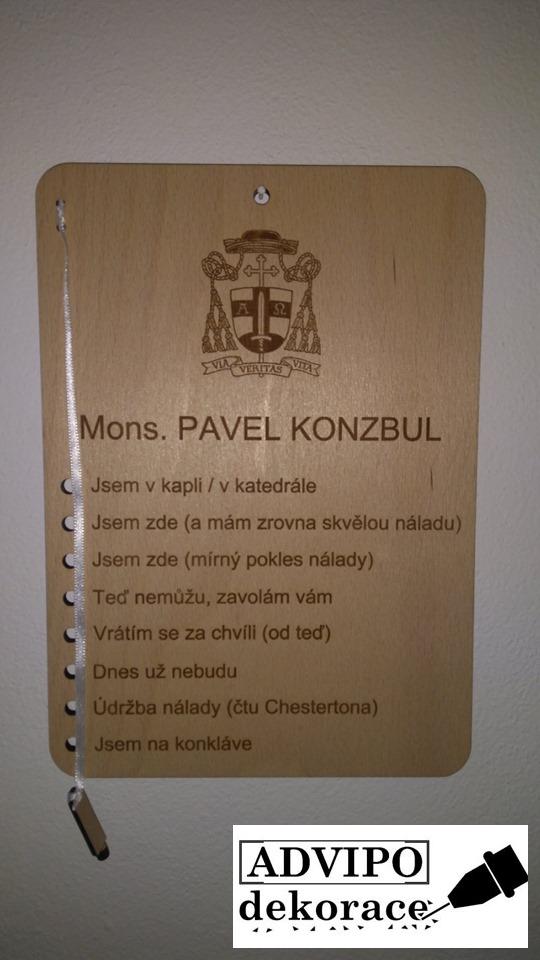 Α Ω
VIA VERITAS VITA
Mons. PAVEL KONZBUL
Jsem v kapli / v katedrále
Jsem zde (a mám zrovna skvělou náladu)
Jsem zde (mírný pokles nálady)
Teď nemůžu, zavolám vám
Vrátím se za chvíli (od teď)
Dnes už nebudu
Údržba nálady (čtu Chestertona)
Jsem na konkláve
ADVIPO
dekorace